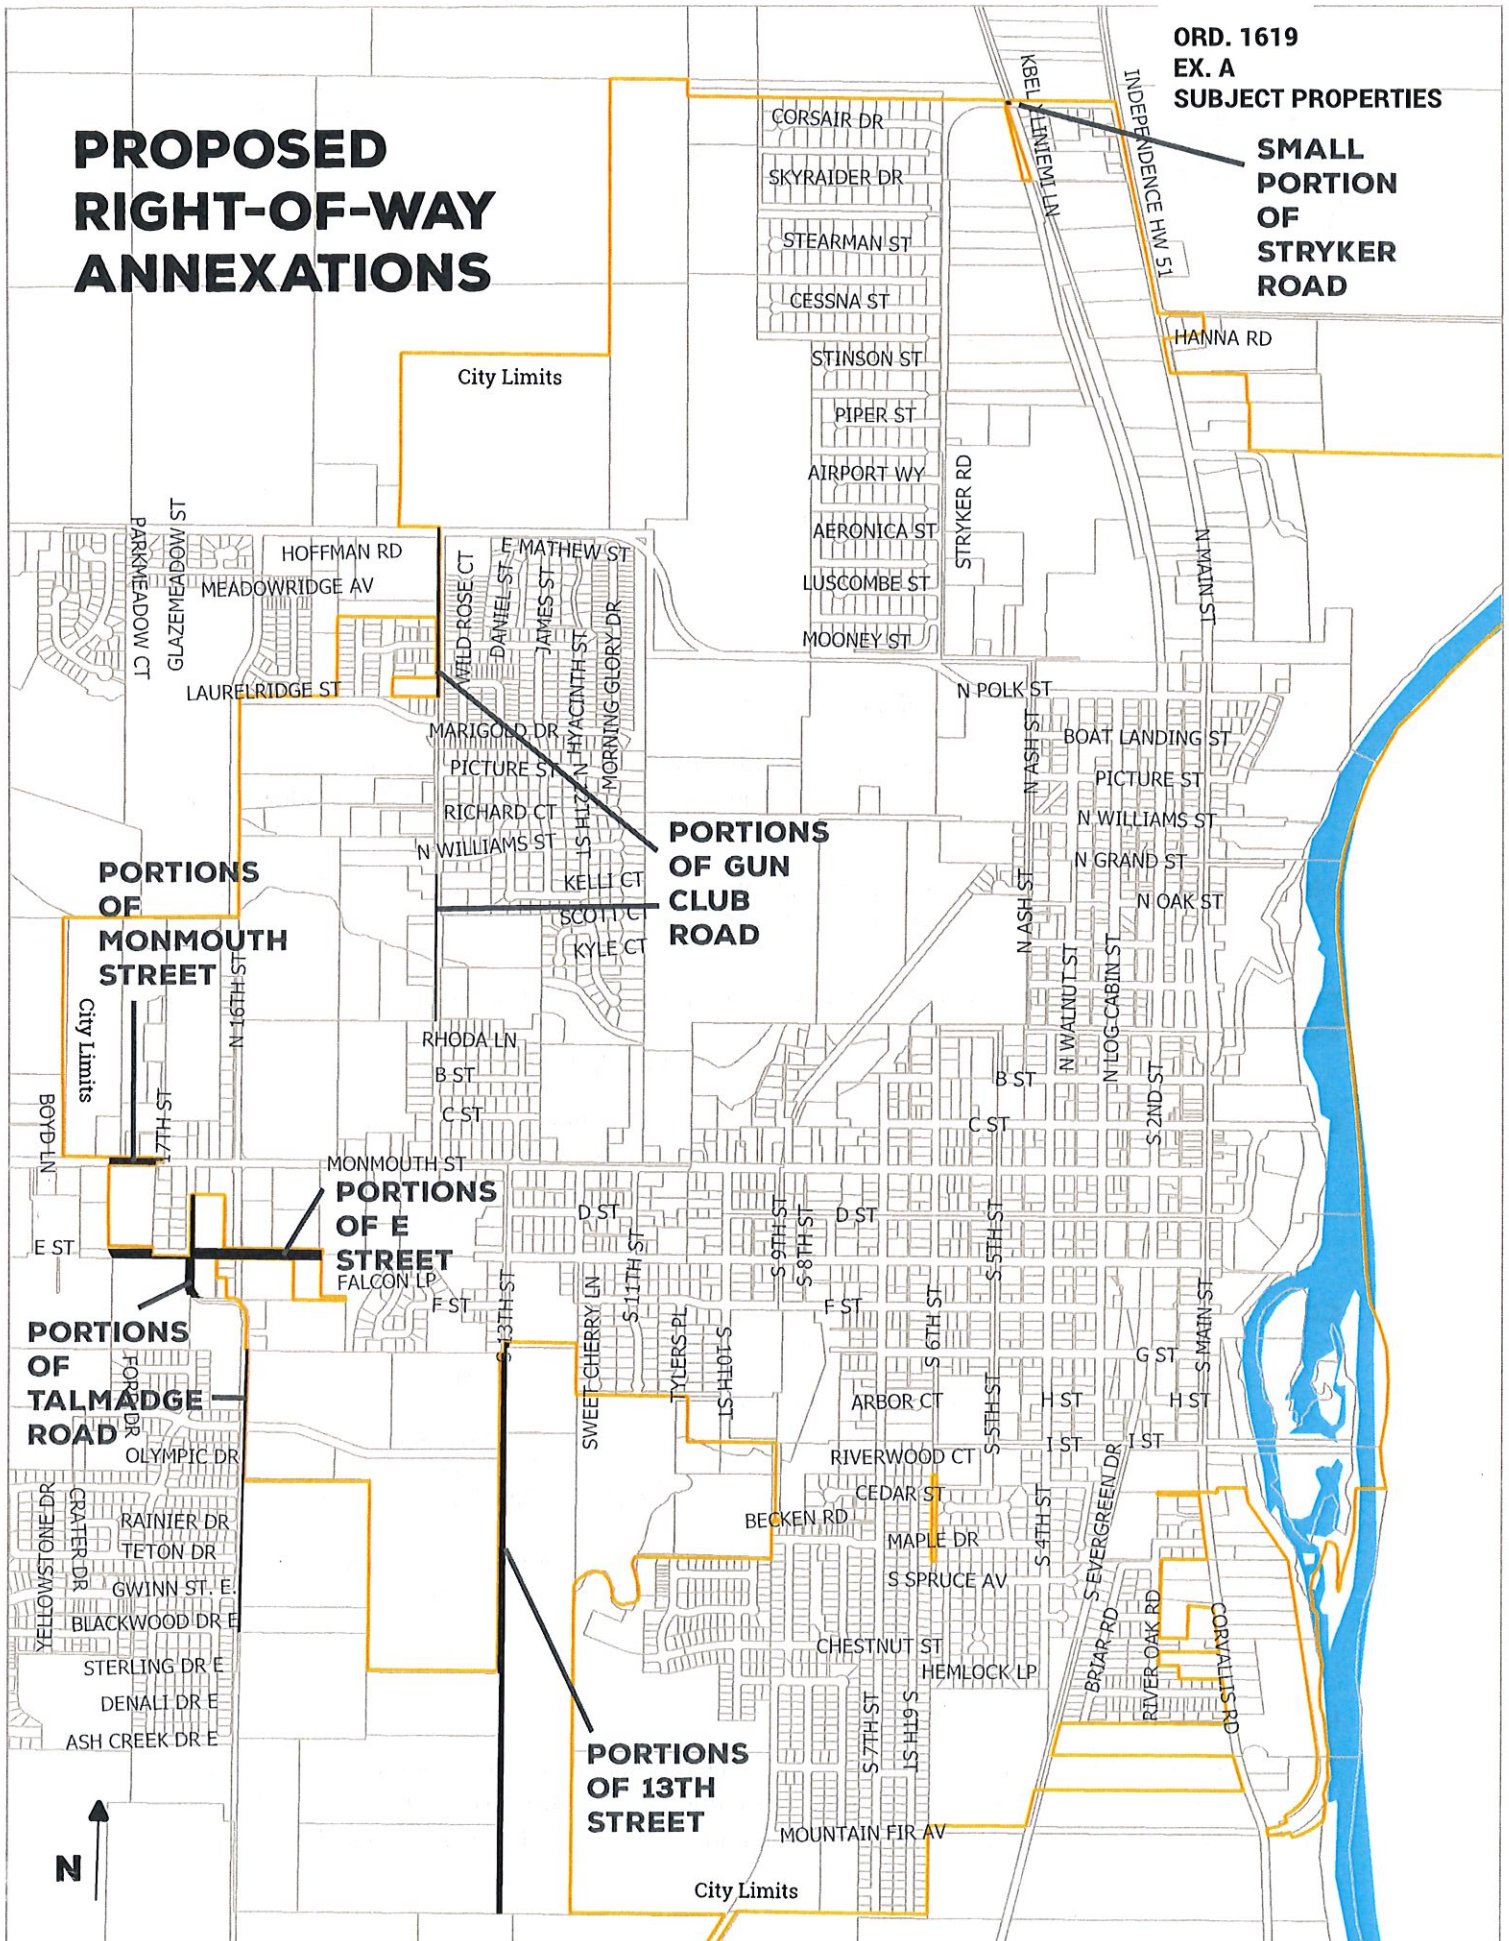 ORD. 1619
EX. A
SUBJECT PROPERTIES
PROPOSED
RIGHT-OF-WAY
ANNEXATIONS
SMALL
PORTION
OF
STRYKER
ROAD
INDEPENDENCE HW 51
CORSAIR DR
SKYRAIDER DR
STEARMAN ST
CESSNA ST
HANNA RD
STINSON ST
City Limits
PIPER ST
AIRPORT WY
STRYKER RD
AERONICA ST
LUSCOMBE ST
MOONEY ST
N MAIN ST
PARKMEADOW CT
GLAZEMEADOW ST
HOFFMAN RD
MEADOWRIDGE AV
E MATHEW ST
WILD ROSE CT
DANIEL ST
JAMES ST
N HYACINTH ST
MORNING GLORY DR
LAURELRIDGE ST
N POLK ST
MARIGOLD DR
PICTURE ST
RICHARD CT
N WILLIAMS ST
12TH ST
KELLI CT
SCOTT CT
KYLE CT
N ASH ST
BOAT LANDING ST
PICTURE ST
N WILLIAMS ST
N GRAND ST
N OAK ST
N ASH ST
N WALNUT ST
N LOG CABIN ST
PORTIONS
OF GUN
CLUB
ROAD
PORTIONS
OF
MONMOUTH
STREET
City Limits
N 16TH ST
RHODA LN
B ST
C ST
B ST
C ST
S 2ND ST
BOYD LN
17TH ST
MONMOUTH ST
PORTIONS
OF E
STREET
E ST
FALCON LP
F ST
S 13TH ST
D ST
S 11TH ST
S 9TH ST
S 8TH ST
D ST
S 5TH ST
F ST
S 6TH ST
S MAIN ST
SWEET CHERRY LN
TYLERS PL
S 10TH ST
G ST
PORTIONS
OF
TALMADGE
ROAD
FORD DR
OLYMPIC DR
ARBOR CT
S 5TH ST
H ST
H ST
I ST
I ST
RIVERWOOD CT
CEDAR ST
BECKEN RD
MAPLE DR
S SPRUCE AV
S 4TH ST
S EVERGREEN DR
YELLOWSTONE DR
CRATER DR
RAINIER DR
TETON DR
GWINN ST. E.
BLACKWOOD DR E
STERLING DR E
DENALI DR E
ASH CREEK DR E
CHESTNUT ST
HEMLOCK LP
BRIAR RD
RIVER OAK RD
CORVALLIS RD
S 7TH ST
S 6TH ST
PORTIONS
OF 13TH
STREET
MOUNTAIN FIR AV
City Limits
N